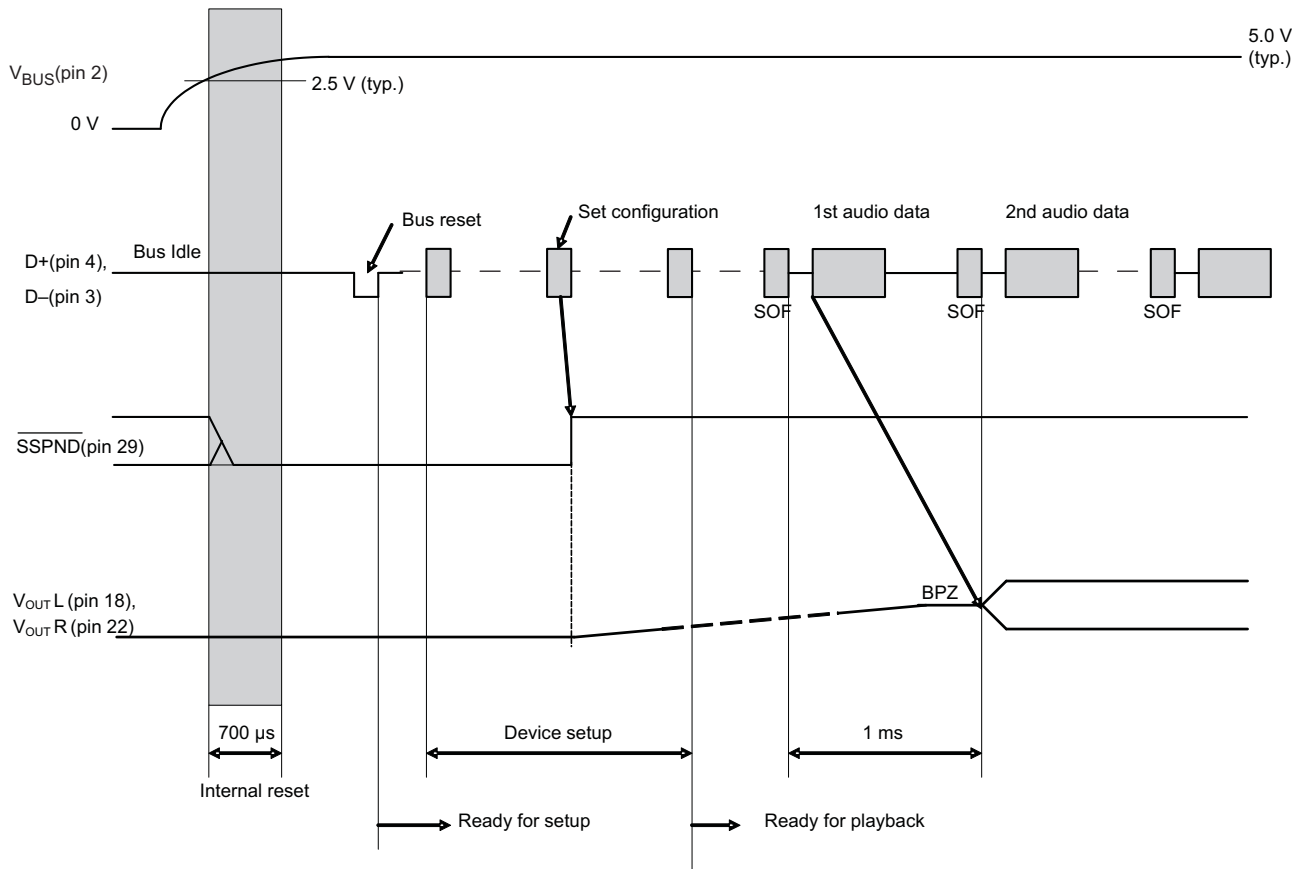 5.0 V
(typ.)
VBUS(pin 2)
2.5 V (typ.)
0 V
Bus reset
Set configuration
1st audio data
2nd audio data
Bus Idle
D+(pin 4),
D–(pin 3)
SOF
SOF
SOF
SSPND(pin 29)
BPZ
VOUT L (pin 18),
VOUT R (pin 22)
700 µs
Device setup
1 ms
Internal reset
Ready for setup
Ready for playback